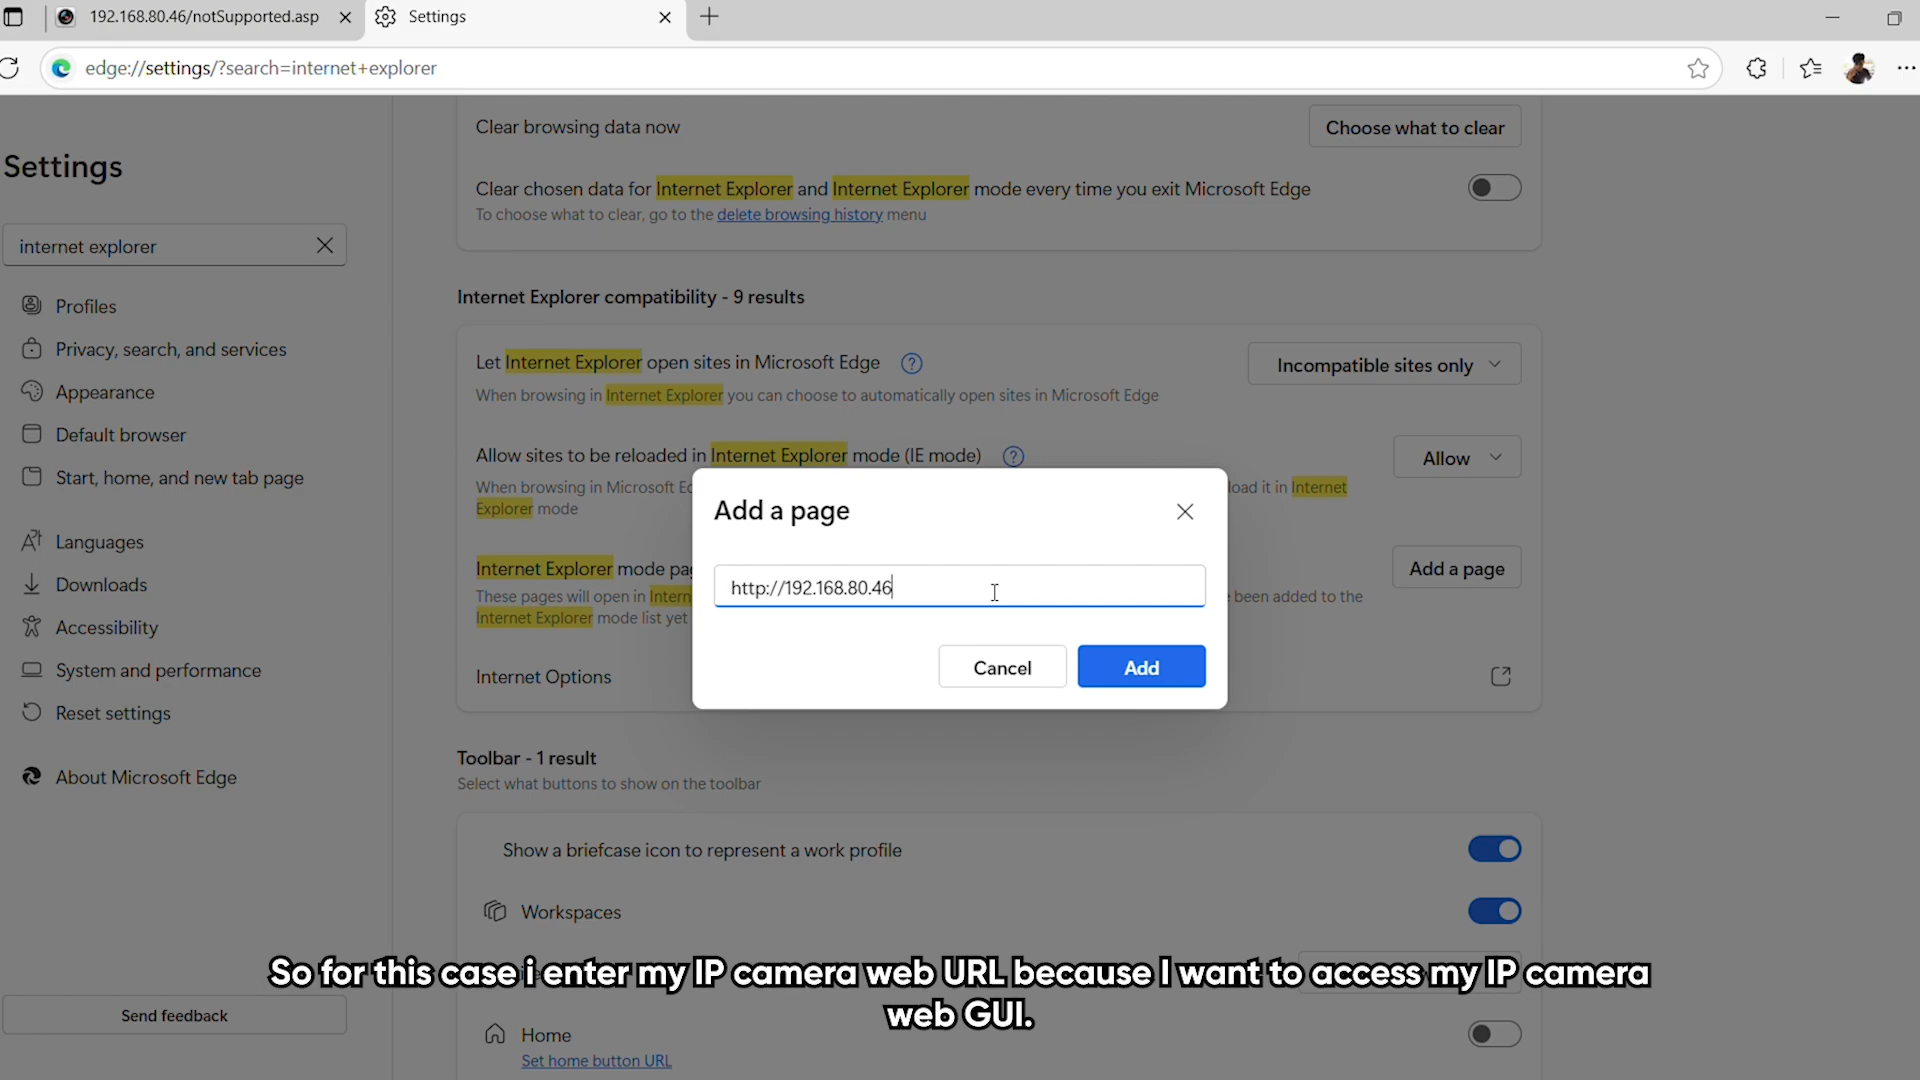 192.168.80.46/notSupported.asp
Settings
edge://settings/?search=internet+explorer
Settings
internet explorer
Profiles
Privacy, search, and services
Appearance
Default browser
Start, home, and new tab page
Languages
Downloads
Accessibility
System and performance
Reset settings
About Microsoft Edge
Send feedback
Clear browsing data now
Choose what to clear
Clear chosen data for Internet Explorer and Internet Explorer mode every time you exit Microsoft Edge
To choose what to clear, go to the delete browsing history menu
Internet Explorer compatibility - 9 results
Let Internet Explorer open sites in Microsoft Edge
Incompatible sites only
When browsing in Internet Explorer you can choose to automatically open sites in Microsoft Edge
Allow sites to be reloaded in Internet Explorer mode (IE mode)
Allow
When browsing in Microsoft Ed
load it in Internet
Explorer mode
Internet Explorer mode pag
Add a page
These pages will open in Intern
been added to the
Internet Explorer mode list yet
Internet Options
Add a page
http://192.168.80.46
Cancel
Add
Toolbar - 1 result
Select what buttons to show on the toolbar
Show a briefcase icon to represent a work profile
Workspaces
So for this case i enter my IP camera web URL because I want to access my IP camera
web GUI.
Home
Set home button URL